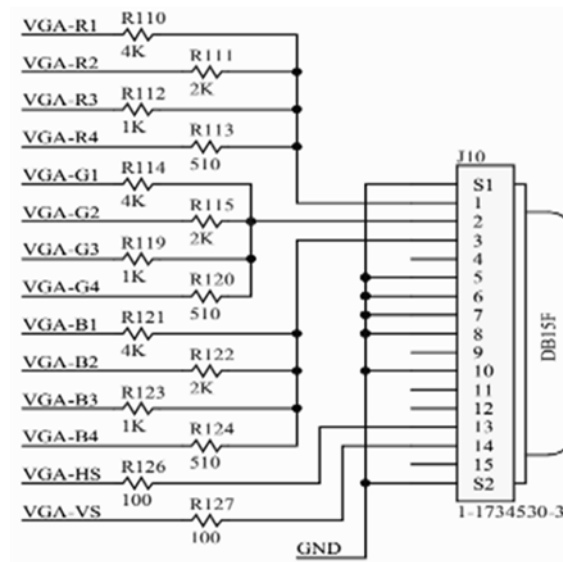 VGA-R1 R110 4K
VGA-R2 R111 2K
VGA-R3 R112 1K
VGA-R4 R113 510
VGA-G1 R114 4K
VGA-G2 R115 2K
VGA-G3 R119 1K
VGA-G4 R120 510
VGA-B1 R121 4K
VGA-B2 R122 2K
VGA-B3 R123 1K
VGA-B4 R124 510
VGA-HS R126 100
VGA-VS R127 100
GND
J10
S1
1
2
3
4
5
6
7
8
9
10
11
12
13
14
15
S2
DB15F
1-1734530-3